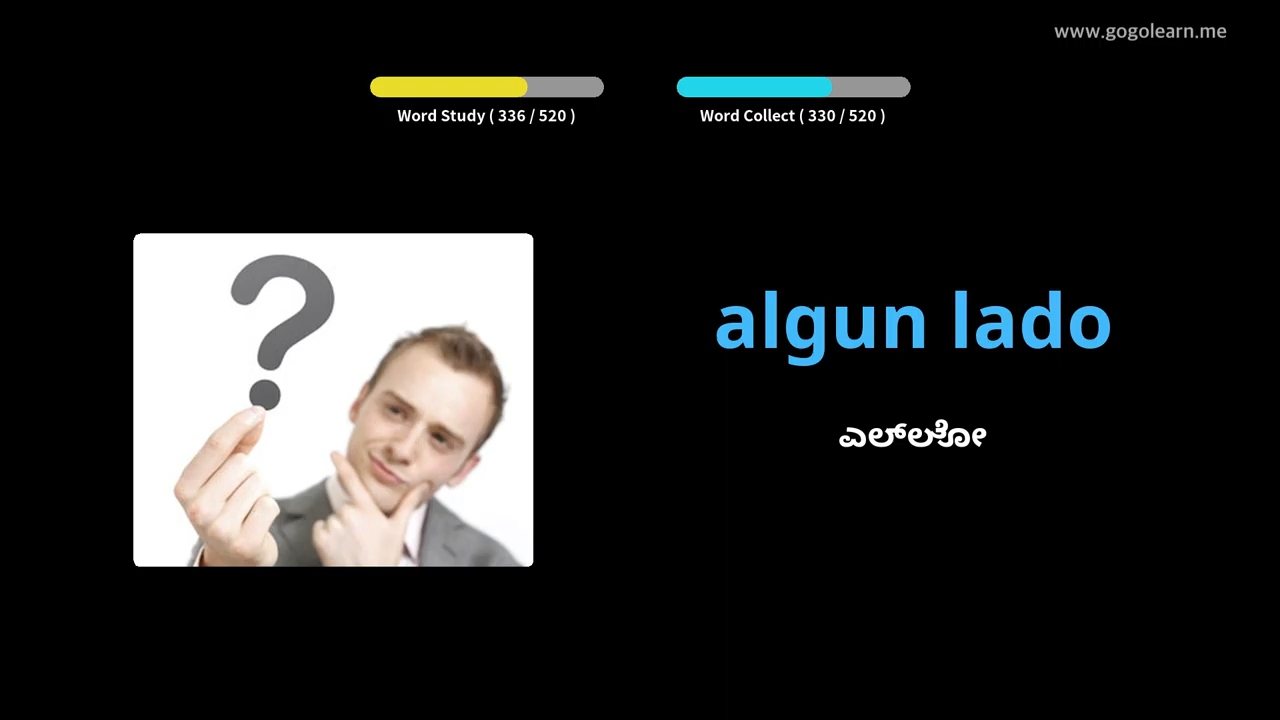 www.gogolearn.me
Word Study ( 336 / 520 )
Word Collect ( 330 / 520 )
algun lado
ಎಲ್ಲೋ